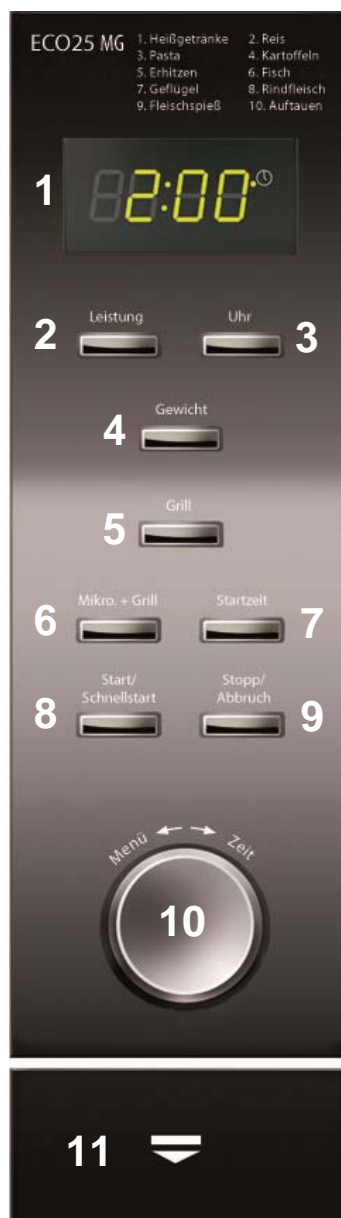 ECO25 MG
1. Heißgetränke 2. Reis
3. Pasta 4. Kartoffeln
5. Erhitzen 6. Fisch
7. Geflügel 8. Rindfleisch
9. Fleischspieß 10. Auftauen
1 2:00
Leistung Uhr
2 3
Gewicht
4
Grill
5
Mikro. + Grill Startzeit
6 7
Start/ Stopp/
Schnellstart Abbruch
8 9
Menü Zeit
10
11